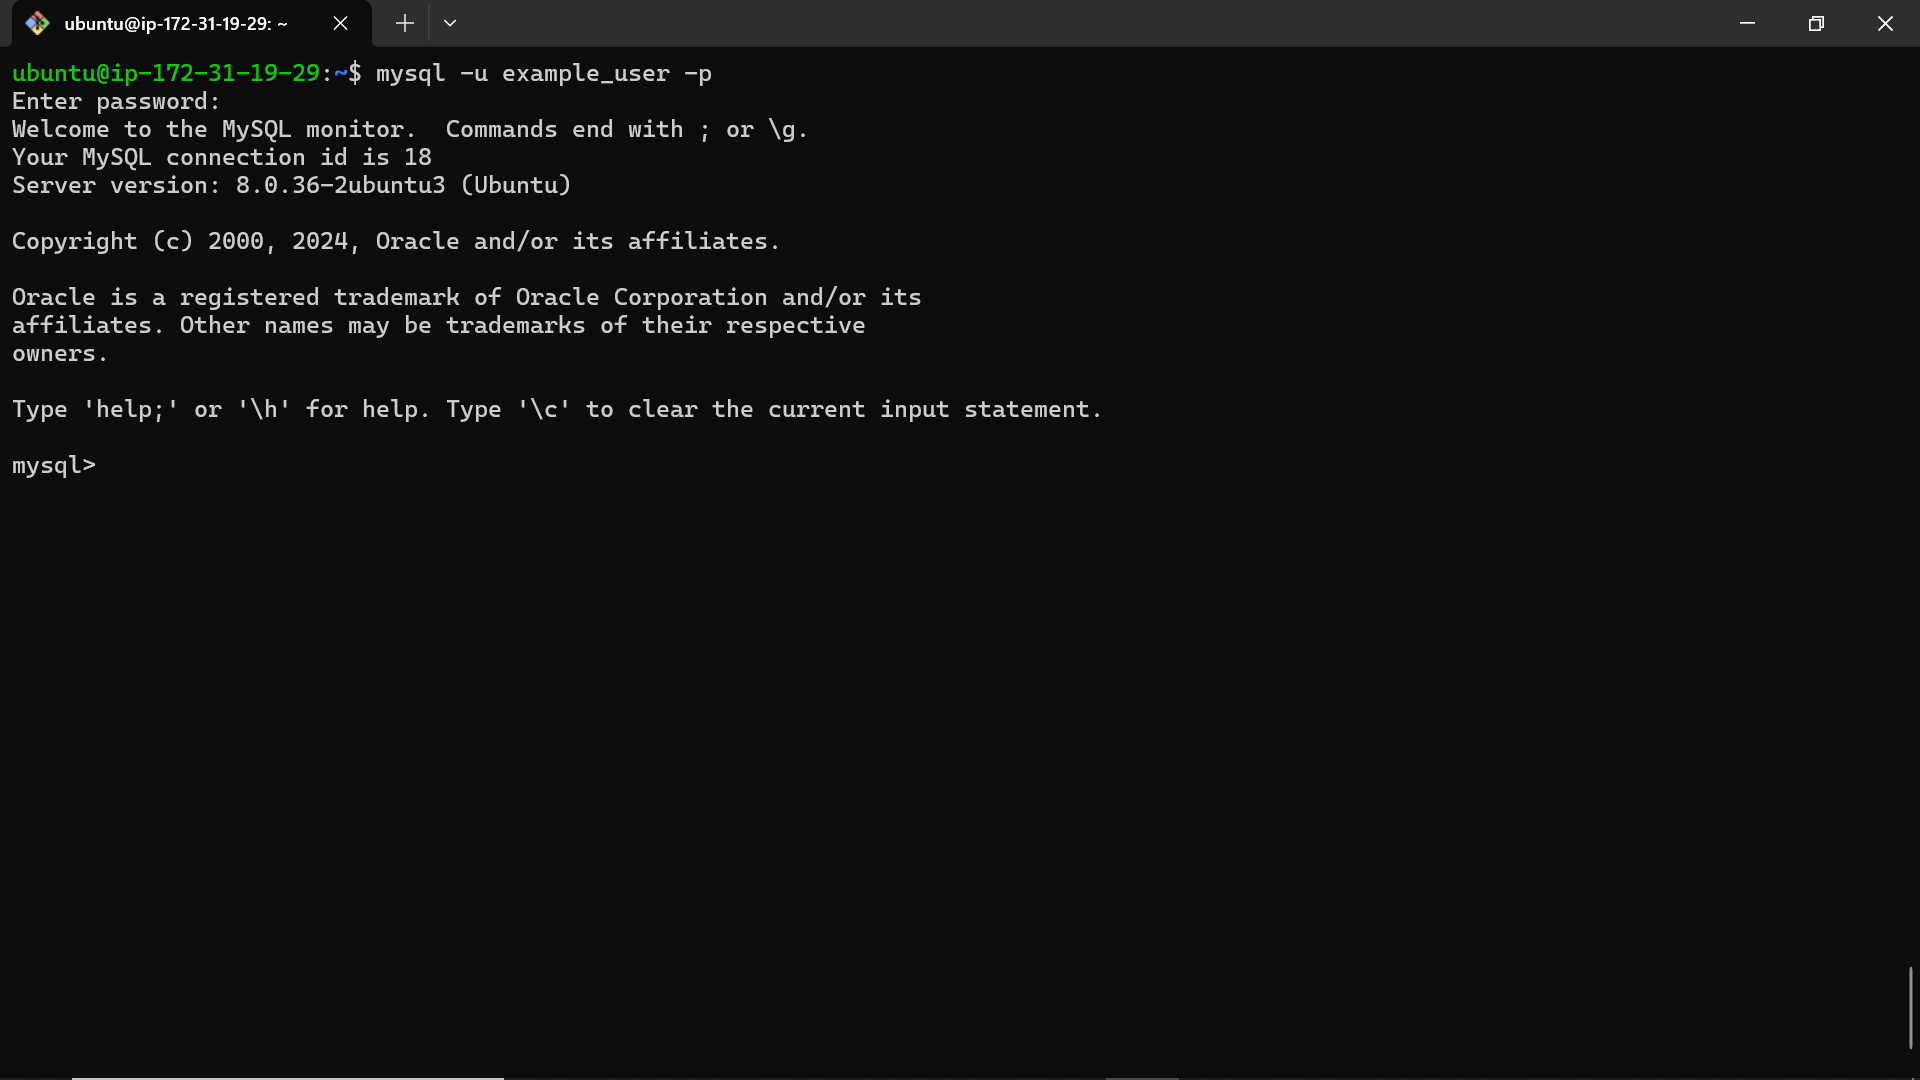 ubuntu@ip-172-31-19-29: ~
ubuntu@ip-172-31-19-29:~$ mysql -u example_user -p
Enter password:
Welcome to the MySQL monitor.  Commands end with ; or \g.
Your MySQL connection id is 18
Server version: 8.0.36-2ubuntu3 (Ubuntu)
Copyright (c) 2000, 2024, Oracle and/or its affiliates.
Oracle is a registered trademark of Oracle Corporation and/or its
affiliates. Other names may be trademarks of their respective
owners.
Type 'help;' or '\h' for help. Type '\c' to clear the current input statement.
mysql>